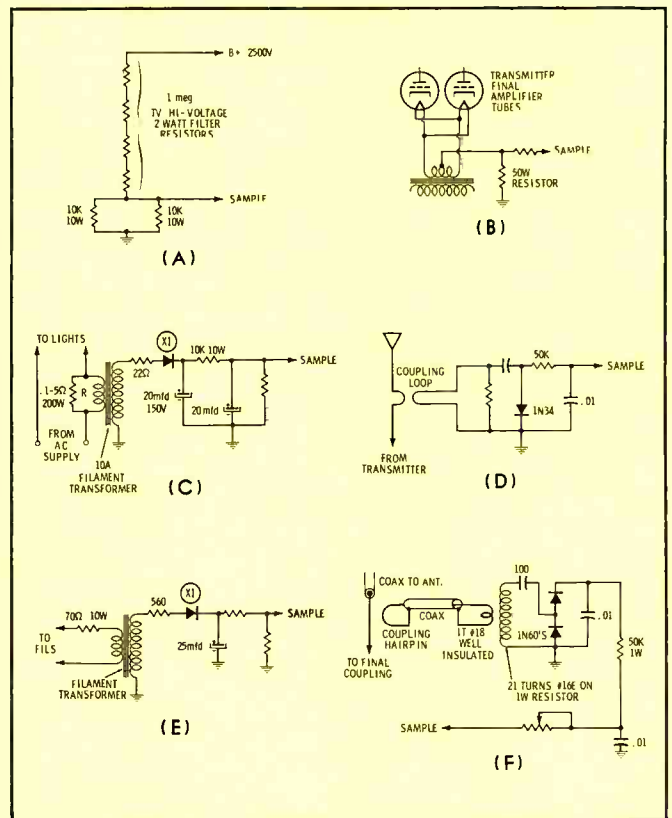 B+ 2500V
1 meg
TV HI-VOLTAGE
2 WATT FILTER
RESISTORS
SAMPLE
10K
10W
10K
10W
(A)
TRANSMITTER
FINAL
AMPLIFIER
TUBES
SAMPLE
50W
RESISTOR
(B)
TO LIGHTS
X1
10K 10W
SAMPLE
.1-5Ω
200W
R
22Ω
20mfd
150V
20mfd
FROM
AC
SUPPLY
10A
FILAMENT
TRANSFORMER
(C)
COUPLING
LOOP
50K
SAMPLE
1N34
.01
FROM
TRANSMITTER
(D)
70Ω 10W
560
X1
SAMPLE
TO
FILS
25mfd
FILAMENT
TRANSFORMER
(E)
COAX TO ANT.
100
COAX
COUPLING
HAIRPIN
1T #18
WELL
INSULATED
1N60'S
.01
TO FINAL
COUPLING
50K
1W
21 TURNS #16E ON
1W RESISTOR
SAMPLE
.01
(F)